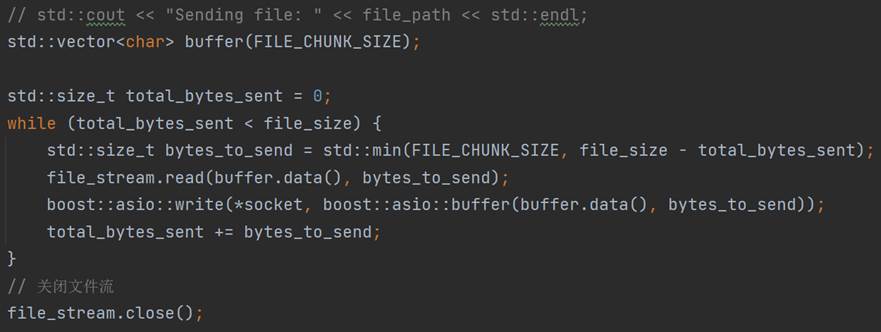 // std::cout << "Sending file: " << file_path << std::endl;
std::vector<char> buffer(FILE_CHUNK_SIZE);
std::size_t total_bytes_sent = 0;
while (total_bytes_sent < file_size) {
    std::size_t bytes_to_send = std::min(FILE_CHUNK_SIZE, file_size - total_bytes_sent);
    file_stream.read(buffer.data(), bytes_to_send);
    boost::asio::write(*socket, boost::asio::buffer(buffer.data(), bytes_to_send));
    total_bytes_sent += bytes_to_send;
}
// 关闭文件流
file_stream.close();